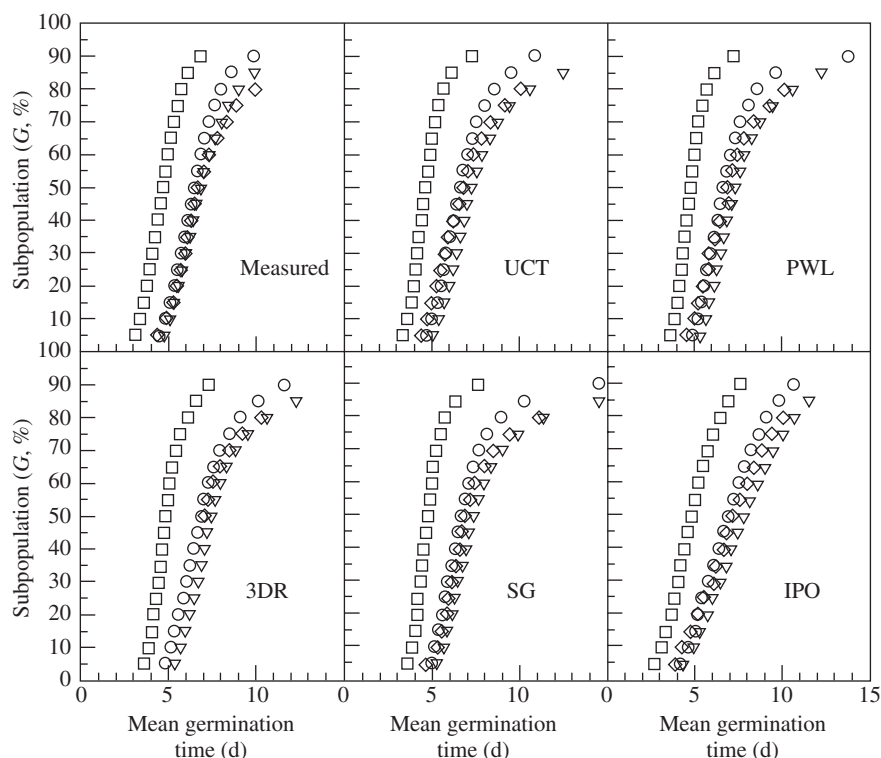 100
90
80
70
60
50
40
30
20
10
100
Subpopulation (G, %)
Measured
UCT
PWL
90
80
70
60
50
40
30
20
10
0
Subpopulation (G, %)
3DR
SG
IPO
0 5 10 0 5 10 0 5 10 15
Mean germination
time (d)
Mean germination
time (d)
Mean germination
time (d)